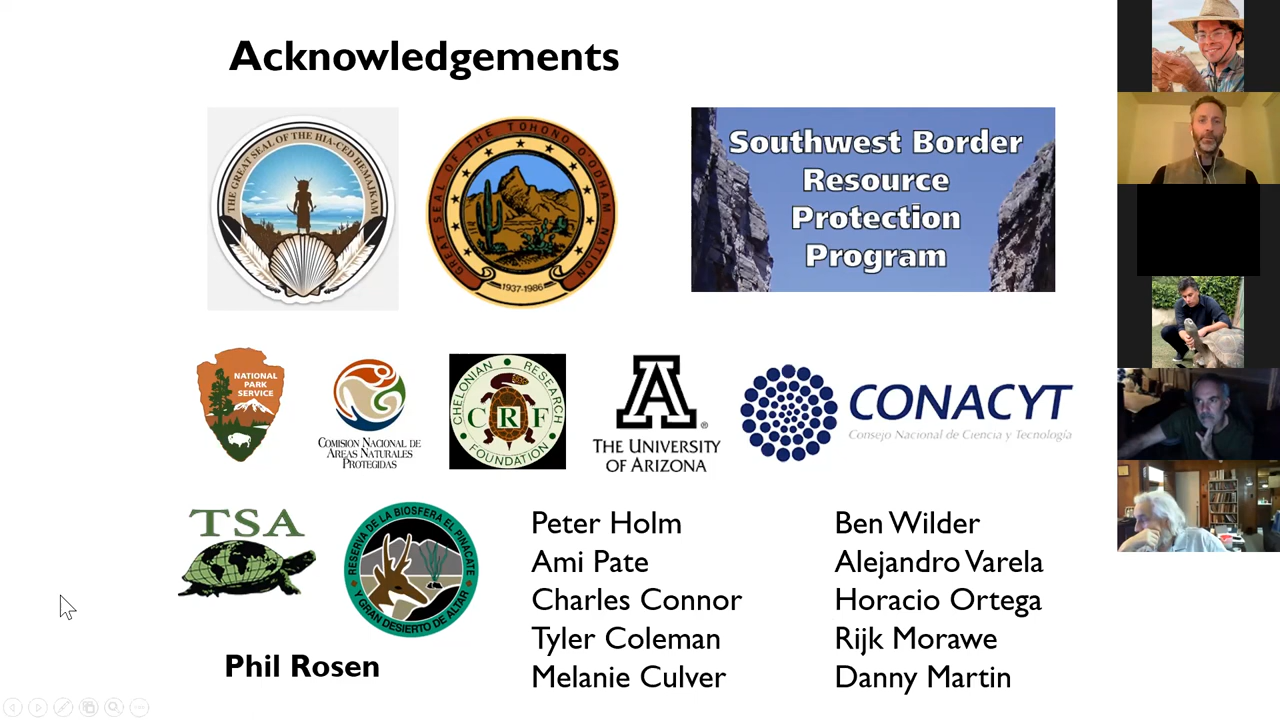 Acknowledgements
THE GREAT SEAL OF THE HIA-CED HEMAJKAM
GREAT SEAL OF THE TOHONO O'ODHAM NATION
1937-1986
Southwest Border
Resource
Protection
Program
NATIONAL
PARK
SERVICE
COMISION NACIONAL DE
AREAS NATURALES
PROTEGIDAS
CHELONIAN RESEARCH
FOUNDATION
CRF
A
®
THE UNIVERSITY
OF ARIZONA
CONACYT
Consejo Nacional de Ciencia y Tecnología
TSA
RESERVA DE LA BIOSFERA EL PINACATE
Y GRAN DESIERTO DE ALTAR
Phil Rosen
Peter Holm
Ami Pate
Charles Connor
Tyler Coleman
Melanie Culver
Ben Wilder
Alejandro Varela
Horacio Ortega
Rijk Morawe
Danny Martin